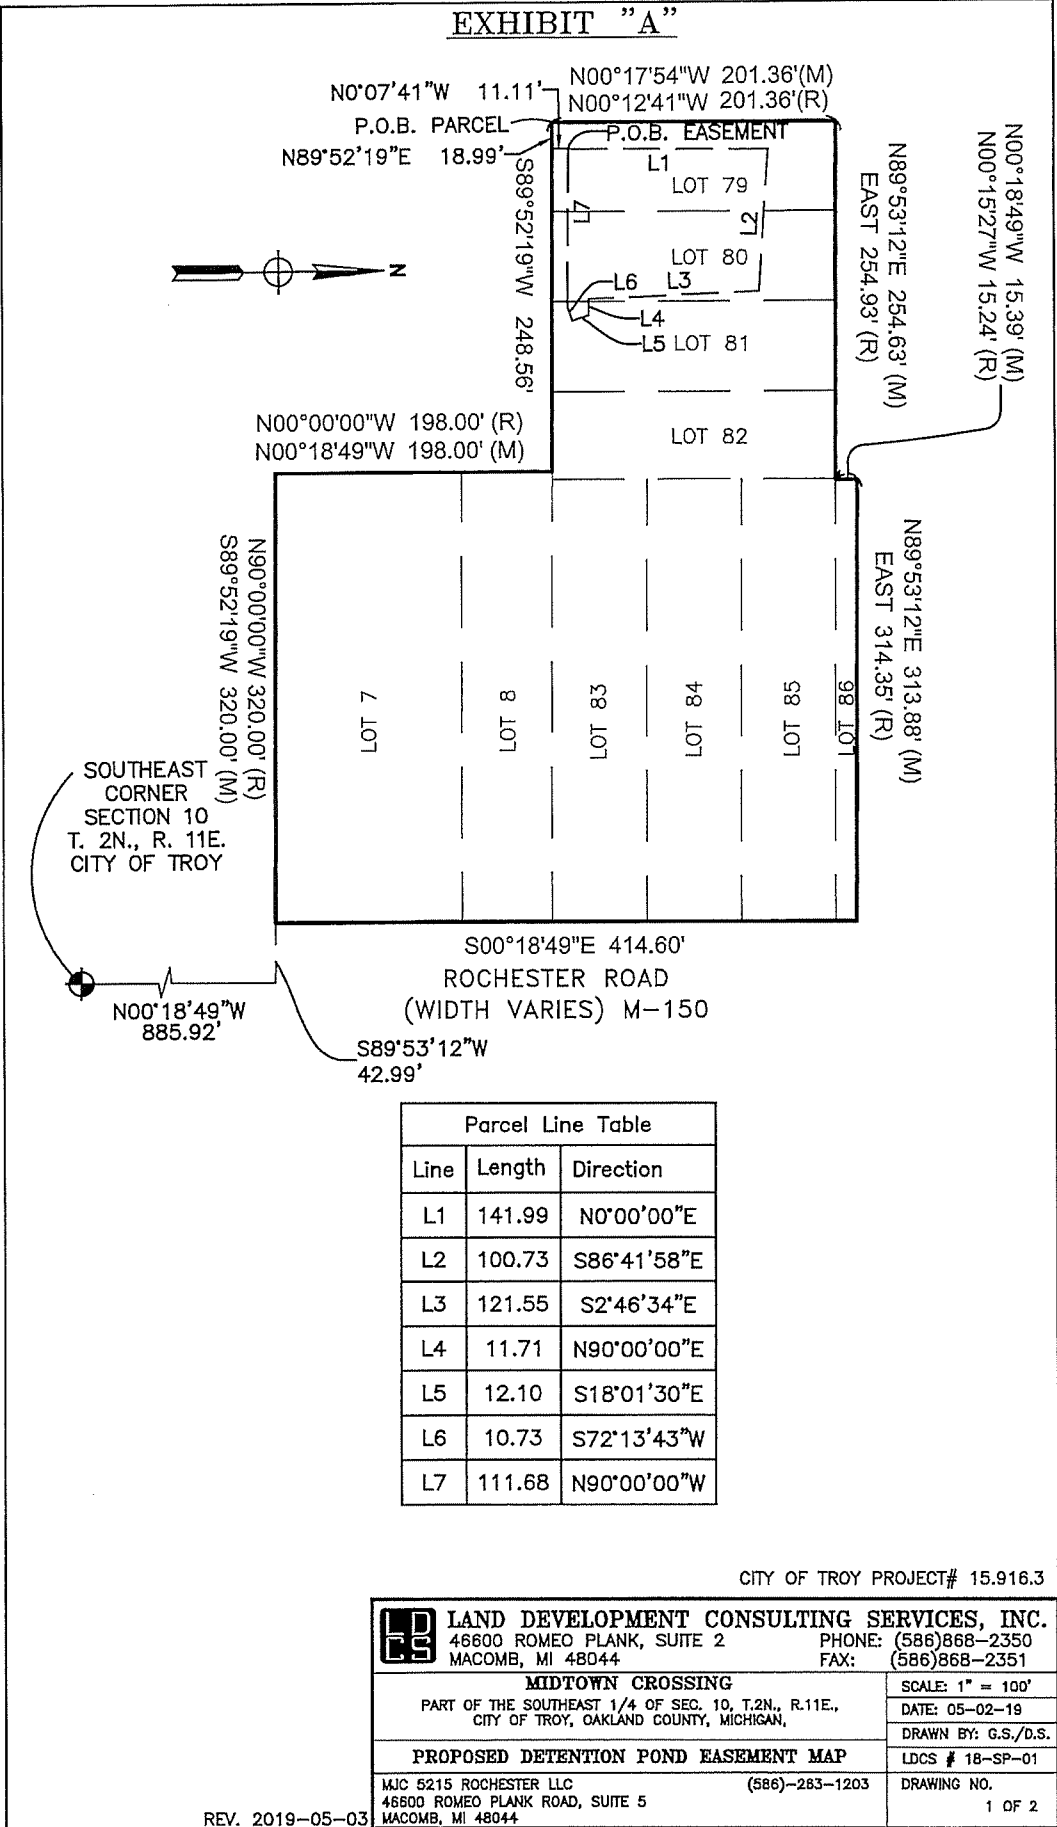 EXHIBIT "A"
N0°07'41"W 11.11'
P.O.B. PARCEL
N89°52'19"E 18.99'
N00°17'54"W 201.36'(M)
N00°12'41"W 201.36'(R)
P.O.B. EASEMENT
L1
LOT 79
L7
L2
LOT 80
L6
L3
L4
L5
LOT 81
LOT 82
S89°52'19"W 248.56'
N89°53'12"E 254.63' (M)
EAST 254.93' (R)
N00°18'49"W 15.39' (M)
N00°15'27"W 15.24' (R)
N
N00°00'00"W 198.00' (R)
N00°18'49"W 198.00' (M)
N90°00'00"W 320.00' (R)
S89°52'19"W 320.00' (M)
N89°53'12"E 313.88' (M)
EAST 314.35' (R)
LOT 7
LOT 8
LOT 83
LOT 84
LOT 85
LOT 86
SOUTHEAST
CORNER
SECTION 10
T. 2N., R. 11E.
CITY OF TROY
S00°18'49"E 414.60'
ROCHESTER ROAD
(WIDTH VARIES) M-150
N00°18'49"W
885.92'
S89°53'12"W
42.99'
Parcel Line Table
Line Length Direction
L1 141.99 N0°00'00"E
L2 100.73 S86°41'58"E
L3 121.55 S2°46'34"E
L4 11.71 N90°00'00"E
L5 12.10 S18°01'30"E
L6 10.73 S72°13'43"W
L7 111.68 N90°00'00"W
CITY OF TROY PROJECT# 15.916.3
LDCS
LAND DEVELOPMENT CONSULTING SERVICES, INC.
46600 ROMEO PLANK, SUITE 2 PHONE: (586)868-2350
MACOMB, MI 48044 FAX: (586)868-2351
MIDTOWN CROSSING
PART OF THE SOUTHEAST 1/4 OF SEC. 10, T.2N., R.11E.,
CITY OF TROY, OAKLAND COUNTY, MICHIGAN,
SCALE: 1" = 100'
DATE: 05-02-19
DRAWN BY: G.S./D.S.
PROPOSED DETENTION POND EASEMENT MAP
LDCS # 18-SP-01
MJC 5215 ROCHESTER LLC (586)-263-1203
46600 ROMEO PLANK ROAD, SUITE 5
MACOMB, MI 48044
DRAWING NO.
1 OF 2
REV. 2019-05-03